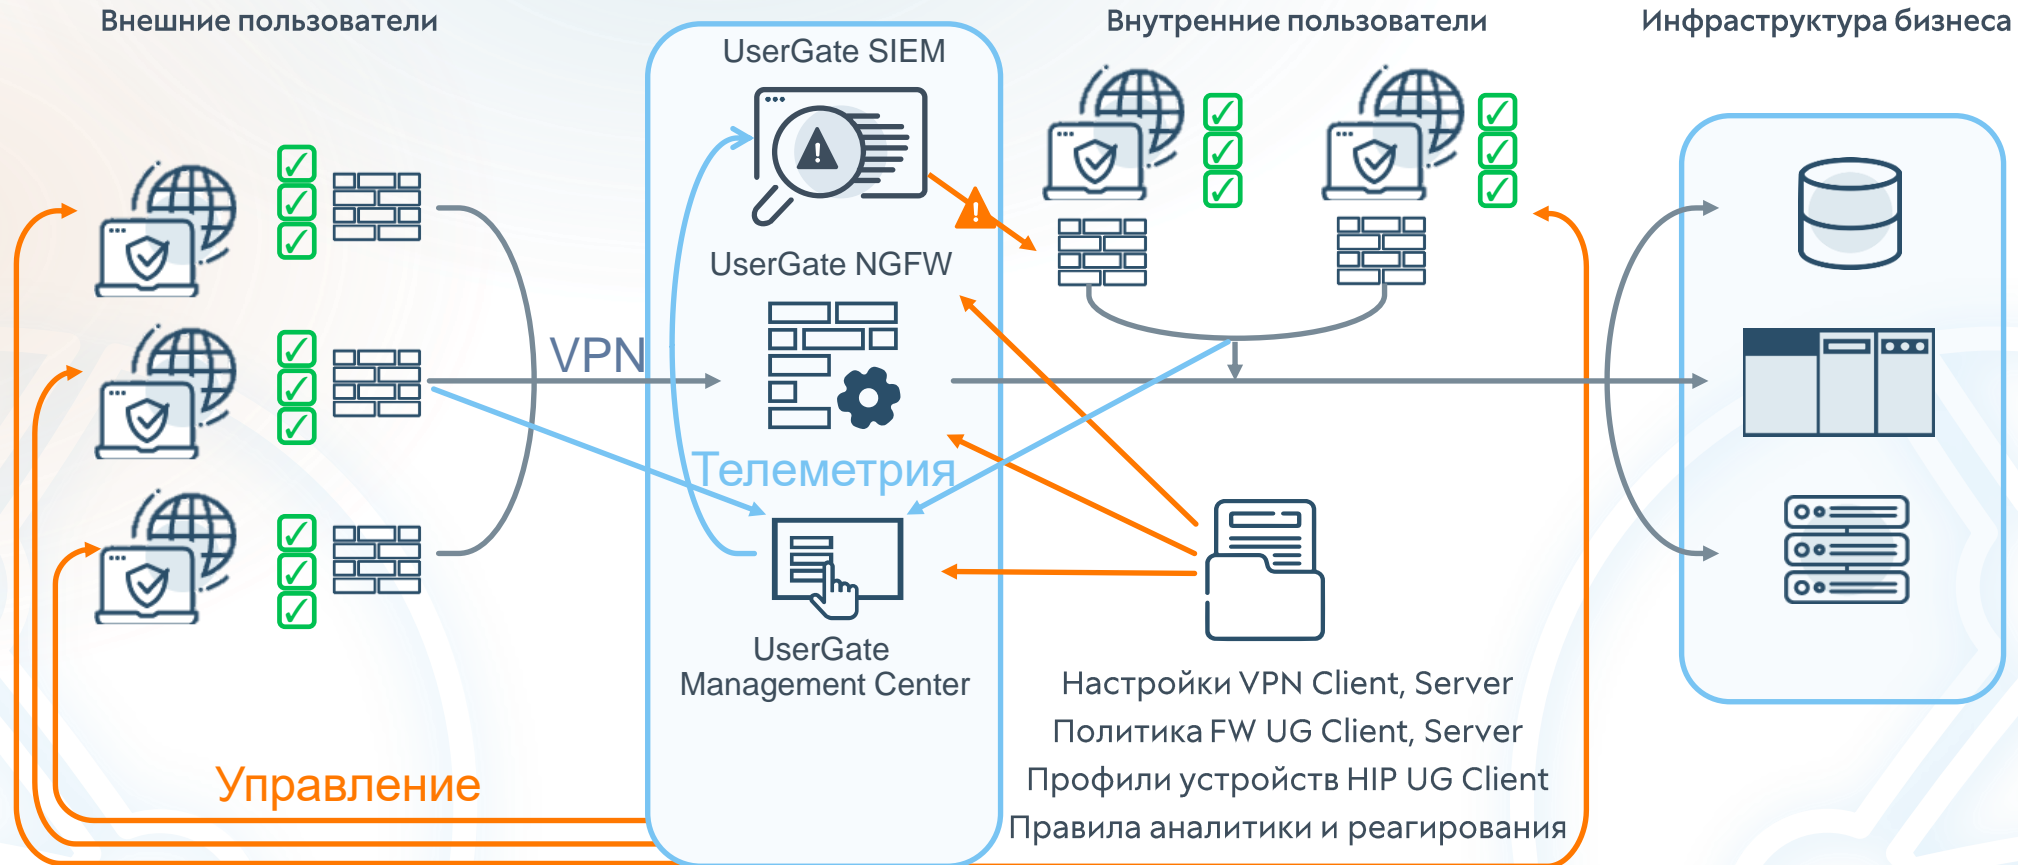 Внешние пользователи
UserGate SIEM
Внутренние пользователи
Инфраструктура бизнеса
UserGate NGFW
VPN
Телеметрия
UserGate
Management Center
Настройки VPN Client, Server
Политика FW UG Client, Server
Профили устройств HIP UG Client
Правила аналитики и реагирования
Управление